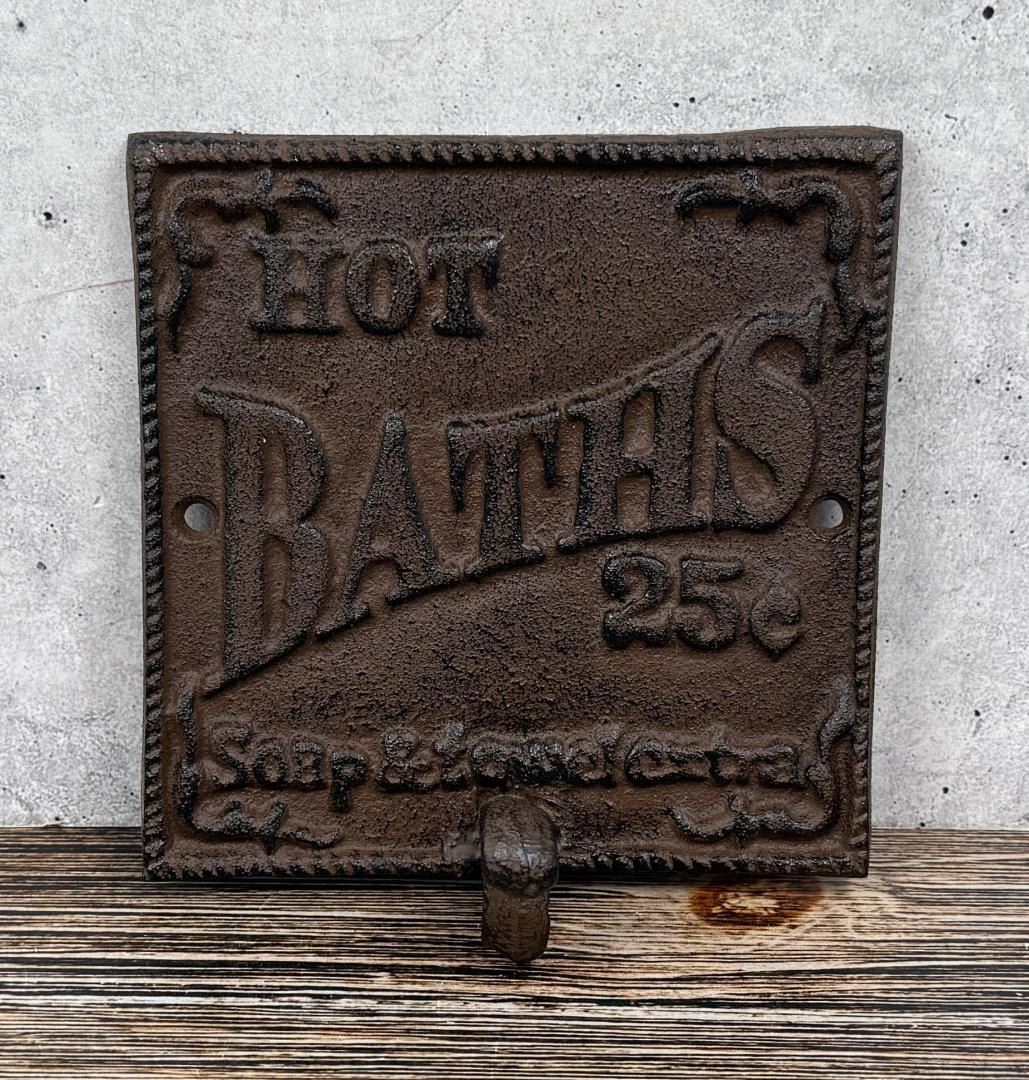 HOT
BATHS
25¢
Soap & Towel extra